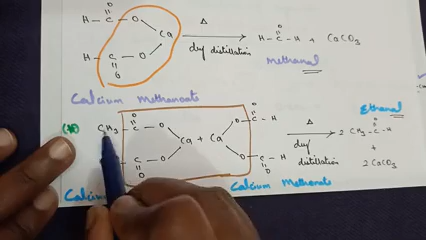 O
H - C - O
Ca
H - C - O
O
Δ
dry distillation
O
H - C - H + CaCO3
Methanal
Calcium Methanoate
Ethanal
(*) CH3 - C - O
O
Ca + Ca
C - O
O
O
O - C - H
O - C - H
O
Δ
dry
distillation
O
2 CH3 - C - H
+
2 CaCO3
Calcium Methanoate